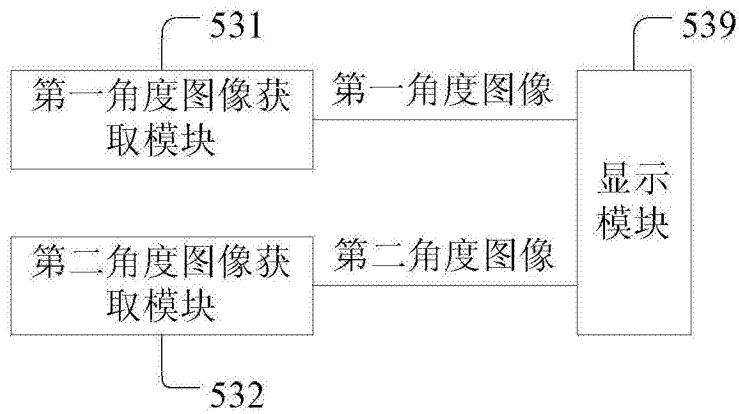 531
539
第一角度图像获
取模块
第一角度图像
显示
模块
第二角度图像获
取模块
第二角度图像
532